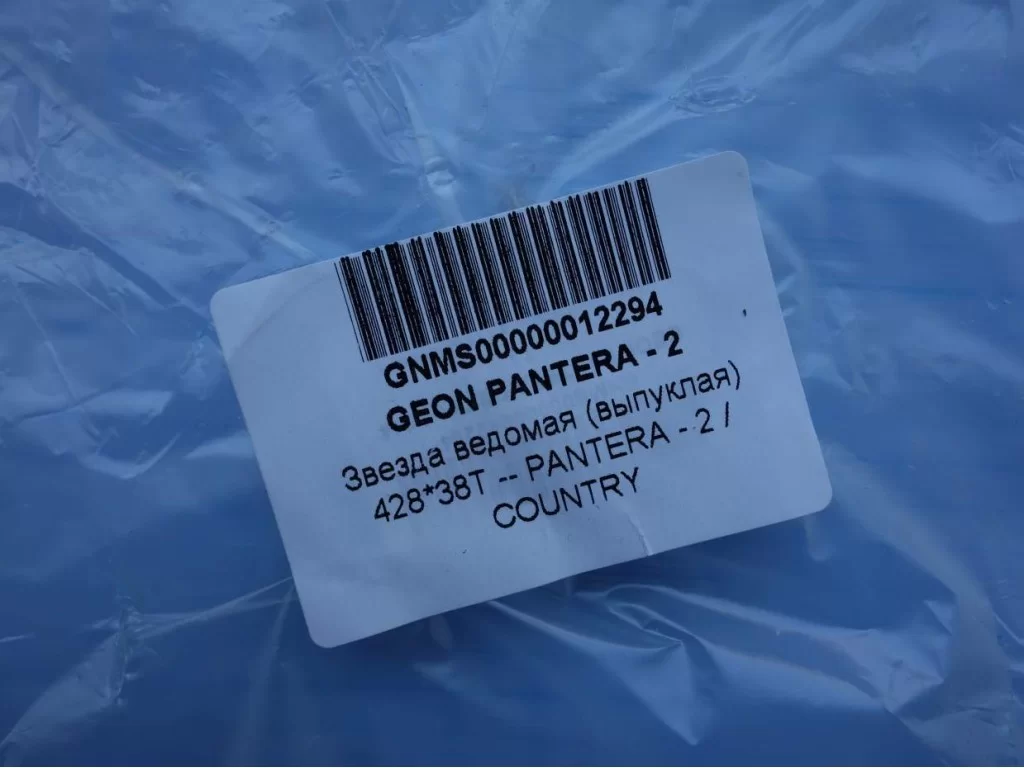 GNMS00000012294
GEON PANTERA - 2
Звезда ведомая (выпуклая)
428*38T -- PANTERA - 2 /
COUNTRY